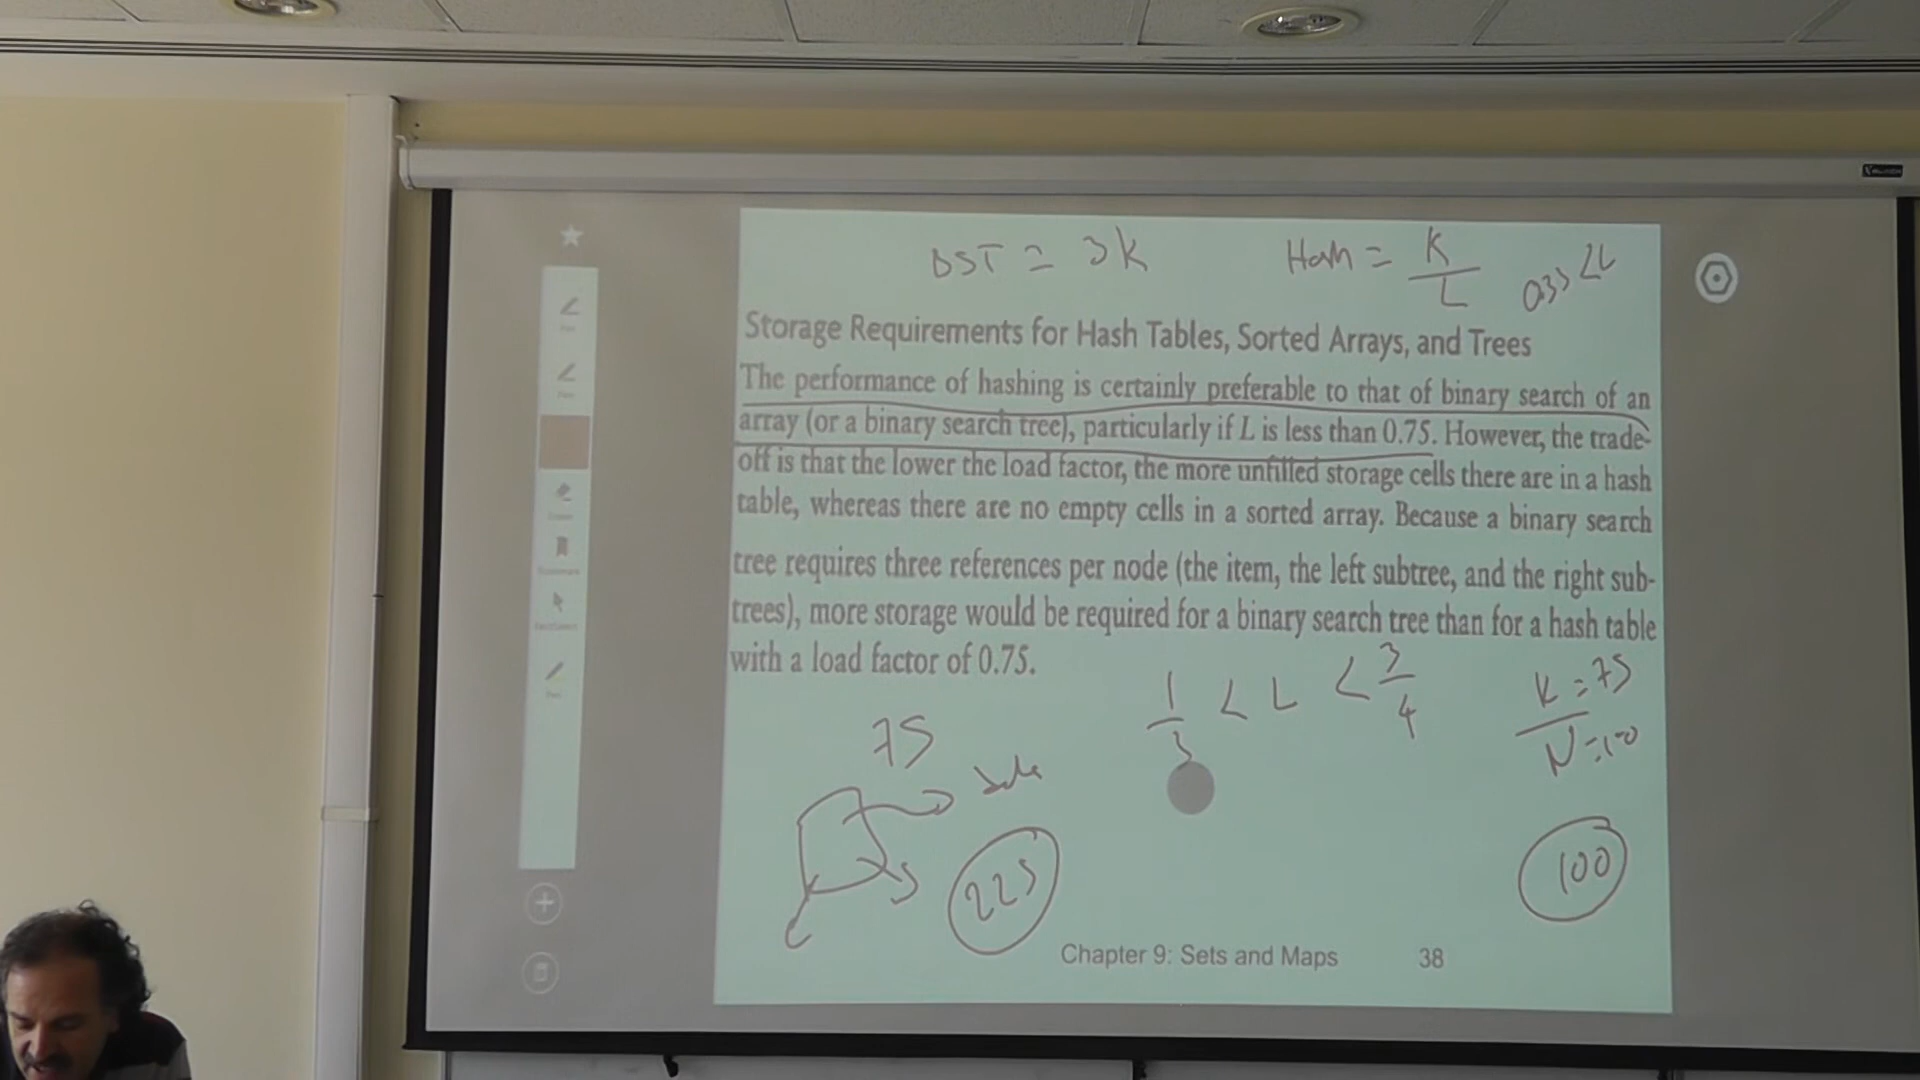 BST = 3K
Hash = K/L
0.33 < L
Storage Requirements for Hash Tables, Sorted Arrays, and Trees
The performance of hashing is certainly preferable to that of binary search of an
array (or a binary search tree), particularly if L is less than 0.75. However, the trade-
off is that the lower the load factor, the more unfilled storage cells there are in a hash
table, whereas there are no empty cells in a sorted array. Because a binary search
tree requires three references per node (the item, the left subtree, and the right sub-
trees), more storage would be required for a binary search tree than for a hash table
with a load factor of 0.75.
1/3 < L < 3/4
K = 75
N = 100
75
225
100
Chapter 9: Sets and Maps 38